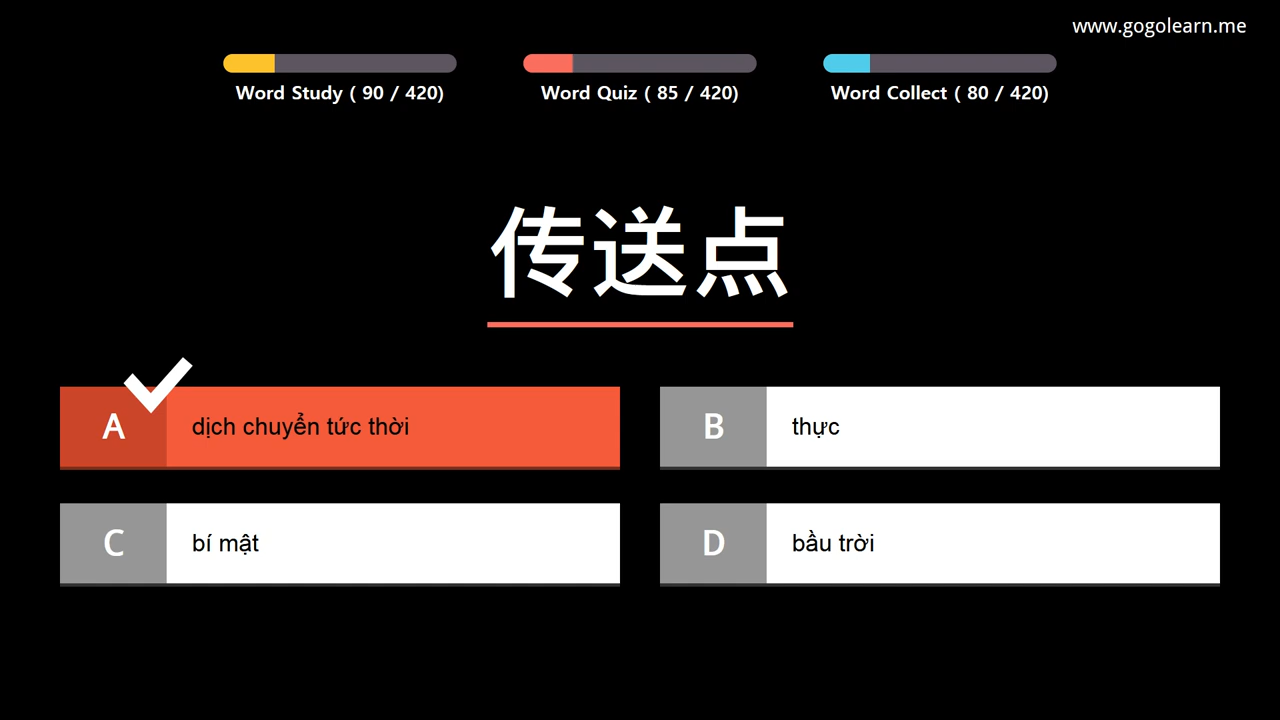 www.gogolearn.me
Word Study ( 90 / 420)
Word Quiz ( 85 / 420)
Word Collect ( 80 / 420)
传送点
A dịch chuyển tức thời
B thực
C bí mật
D bầu trời